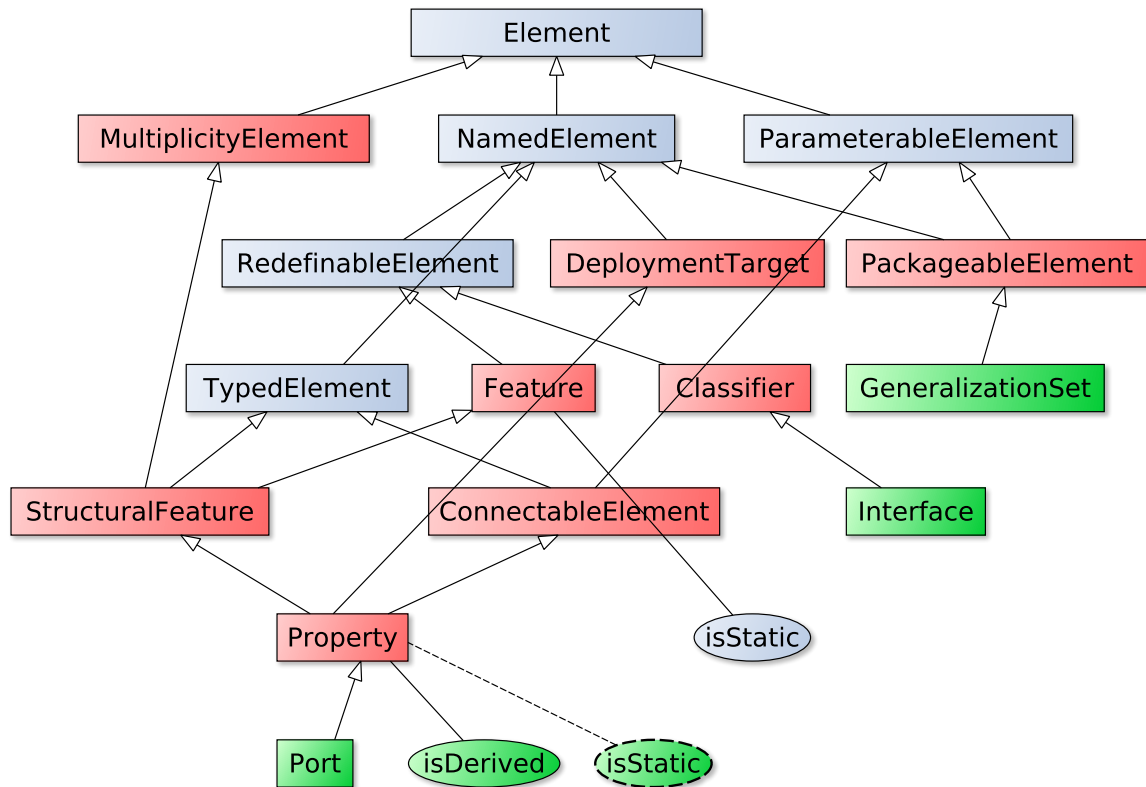 Element
MultiplicityElement
NamedElement
ParameterableElement
RedefinableElement
DeploymentTarget
PackageableElement
TypedElement
Feature
Classifier
GeneralizationSet
StructuralFeature
ConnectableElement
Interface
Property
isStatic
Port
isDerived
isStatic